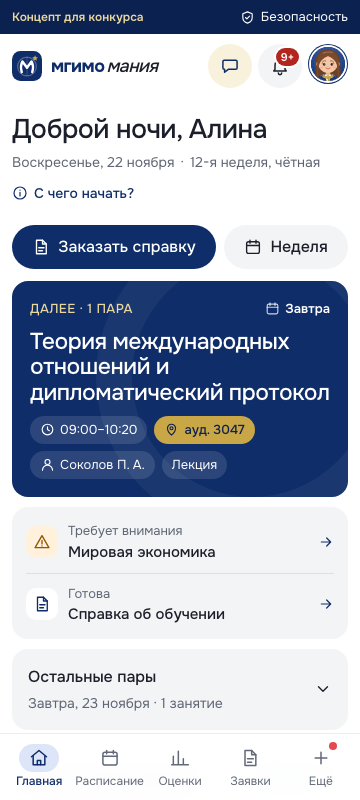 Концепт для конкурса
Безопасность
мгимо мания
9+
Доброй ночи, Алина
Воскресенье, 22 ноября · 12-я неделя, чётная
С чего начать?
Заказать справку
Неделя
ДАЛЕЕ · 1 ПАРА
Завтра
Теория международных
отношений и
дипломатический протокол
09:00–10:20
ауд. 3047
Соколов П. А.
Лекция
Требует внимания
Мировая экономика
Готова
Справка об обучении
Остальные пары
Завтра, 23 ноября · 1 занятие
Главная
Расписание
Оценки
Заявки
Ещё